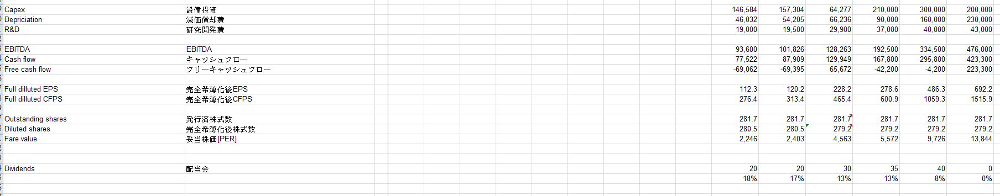 Capex 設備投資 146,584 157,304 64,277 210,000 300,000 200,000
Depriciation 減価償却費 46,032 54,205 66,236 90,000 160,000 230,000
R&D 研究開発費 19,000 19,500 29,900 37,000 40,000 43,000
EBITDA EBITDA 93,600 101,826 128,263 192,500 334,500 476,000
Cash flow キャッシュフロー 77,522 87,909 129,949 167,800 295,800 423,300
Free cash flow フリーキャッシュフロー -69,062 -69,395 65,672 -42,200 -4,200 223,300
Full dilluted EPS 完全希薄化後EPS 112.3 120.2 228.2 278.6 486.3 692.2
Full dilluted CFPS 完全希薄化後CFPS 276.4 313.4 465.4 600.9 1059.3 1515.9
Outstanding shares 発行済株式数 281.7 281.7 281.7 281.7 281.7 281.7
Diluted shares 完全希薄化後株式数 280.5 280.5 279.2 279.2 279.2 279.2
Fare value 妥当株価[PER] 2,246 2,403 4,563 5,572 9,726 13,844
Dividends 配当金 20 20 30 35 40 0
18% 17% 13% 13% 8% 0%